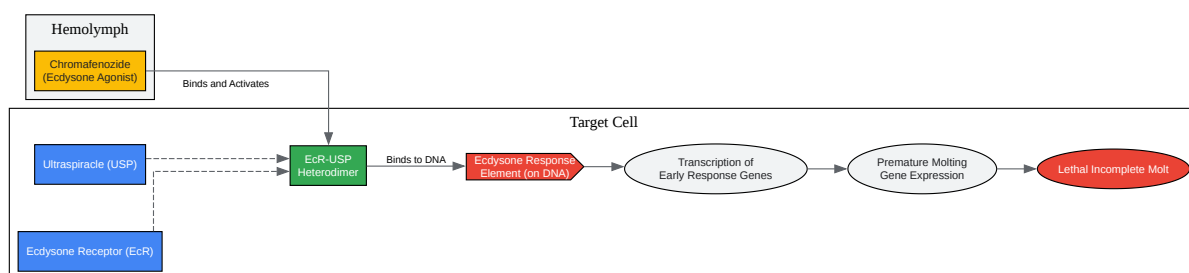 Hemolymph
Chromafenozide
(Ecdysone Agonist)
Binds and Activates
Target Cell
Ultraspiracle (USP)
EcR-USP
Heterodimer
Binds to DNA
Ecdysone Response
Element (on DNA)
Transcription of
Early Response Genes
Premature Molting
Gene Expression
Lethal Incomplete Molt
Ecdysone Receptor (EcR)